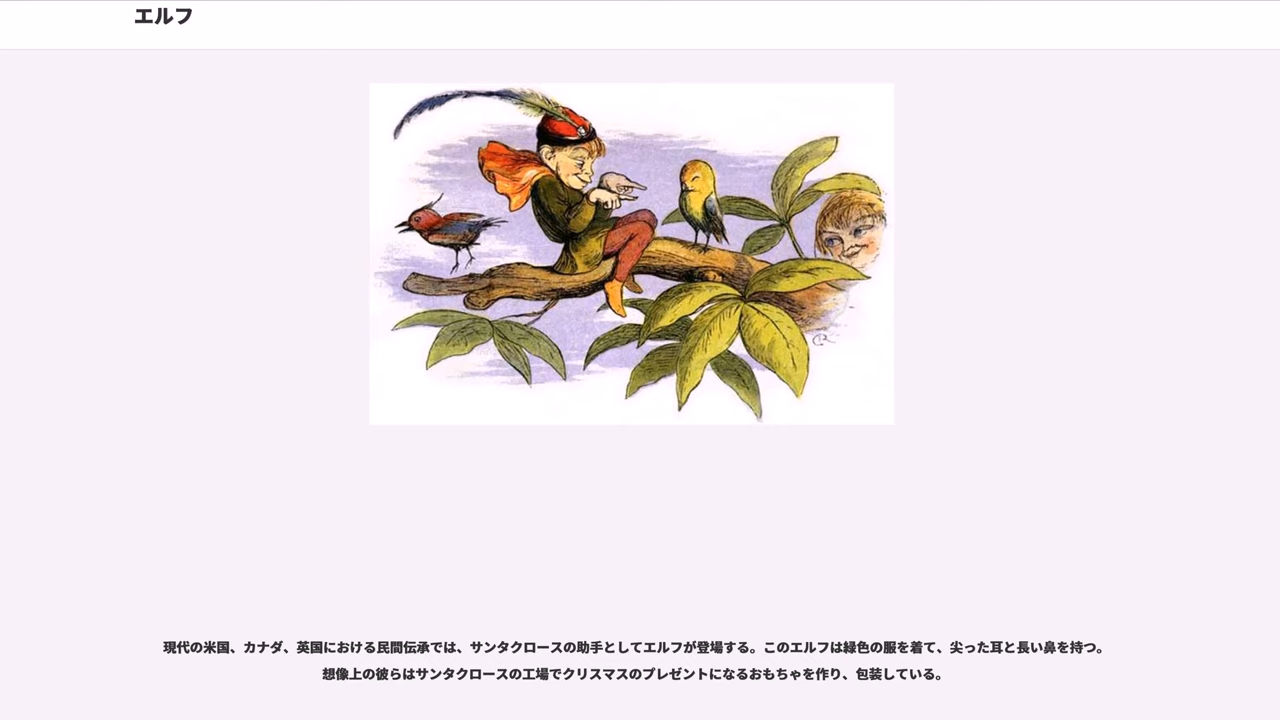 エルフ
現代の米国、カナダ、英国における民間伝承では、サンタクロースの助手としてエルフが登場する。このエルフは緑色の服を着て、尖った耳と長い鼻を持つ。
想像上の彼らはサンタクロースの工場でクリスマスのプレゼントになるおもちゃを作り、包装している。